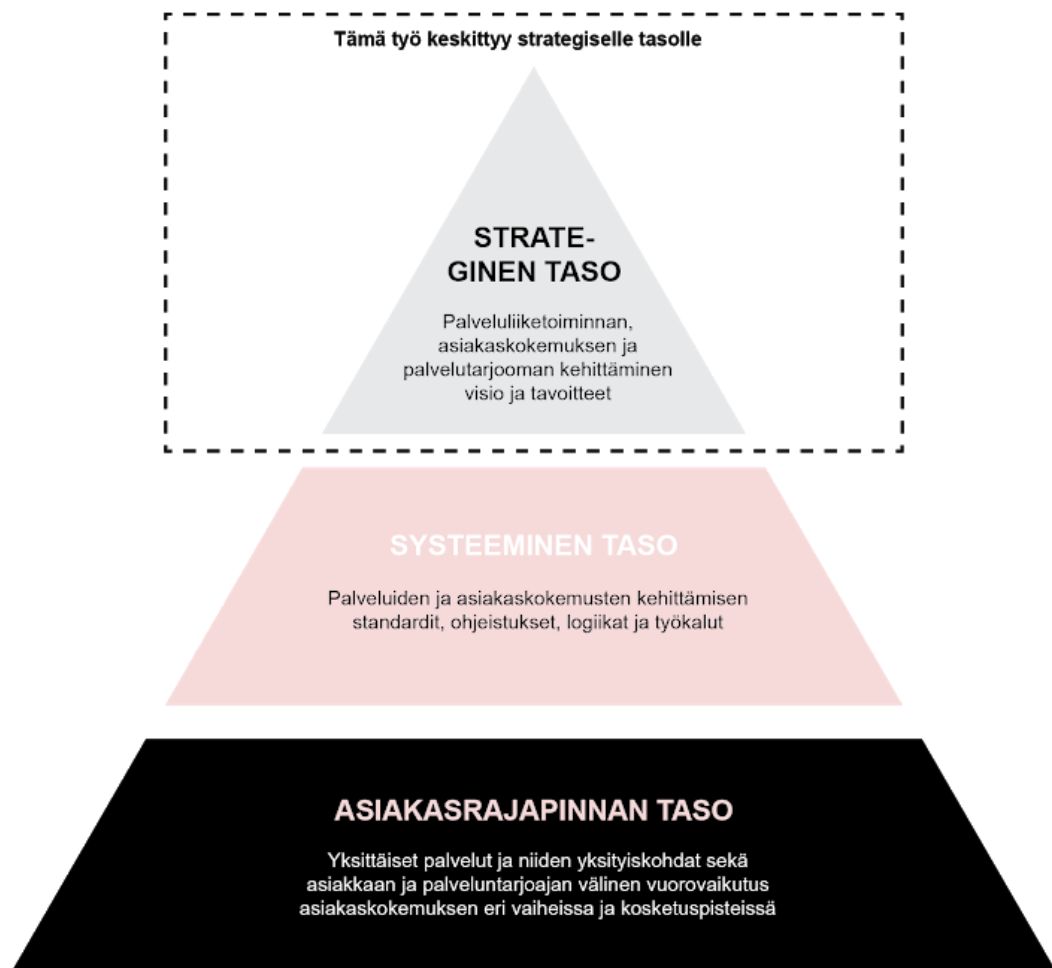 Tämä työ keskittyy strategiselle tasolle
STRATE-
GINEN TASO
Palveluliiketoiminnan,
asiakaskokemuksen ja
palvelutarjooman kehittäminen
visio ja tavoitteet
SYSTEEMINEN TASO
Palveluiden ja asiakaskokemusten kehittämisen
standardit, ohjeistukset, logiikat ja työkalut
ASIAKASRAJAPINNAN TASO
Yksittäiset palvelut ja niiden yksityiskohdat sekä
asiakkaan ja palveluntarjoajan välinen vuorovaikutus
asiakaskokemuksen eri vaiheissa ja kosketuspisteissä